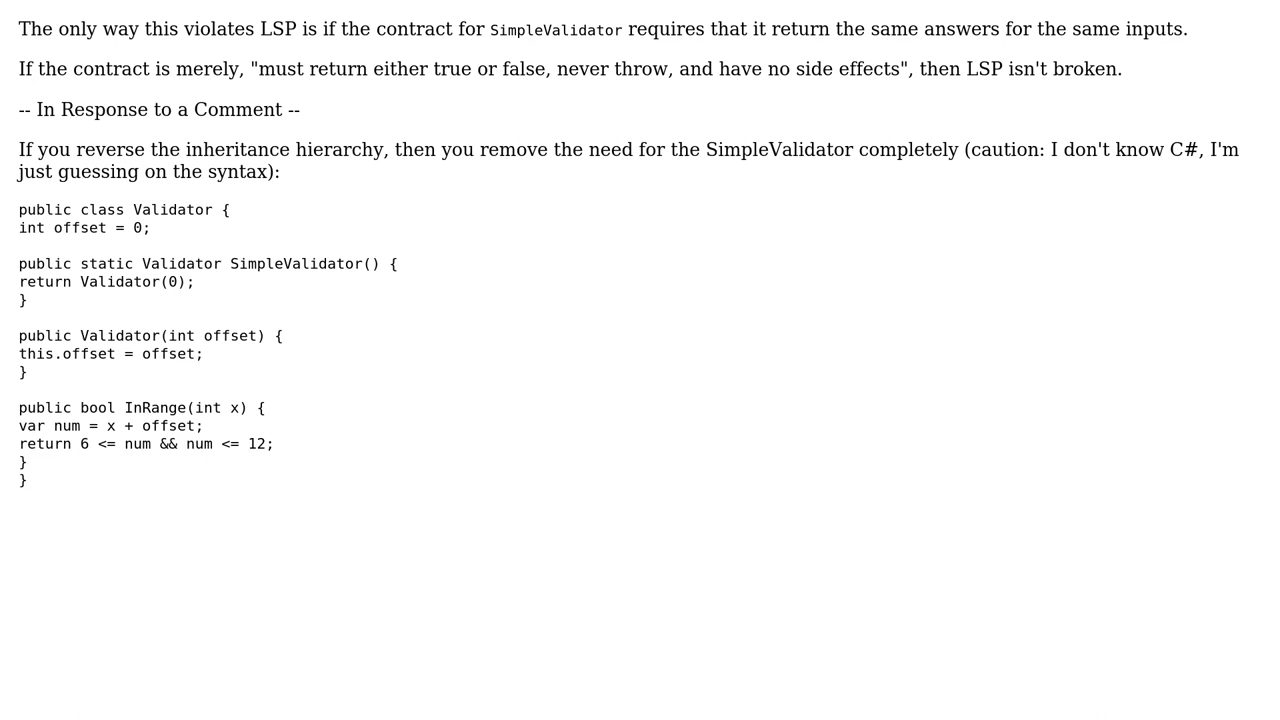 The only way this violates LSP is if the contract for SimpleValidator requires that it return the same answers for the same inputs.
If the contract is merely, "must return either true or false, never throw, and have no side effects", then LSP isn't broken.
-- In Response to a Comment --
If you reverse the inheritance hierarchy, then you remove the need for the SimpleValidator completely (caution: I don't know C#, I'm
just guessing on the syntax):
public class Validator {
int offset = 0;
public static Validator SimpleValidator() {
return Validator(0);
}
public Validator(int offset) {
this.offset = offset;
}
public bool InRange(int x) {
var num = x + offset;
return 6 <= num && num <= 12;
}
}